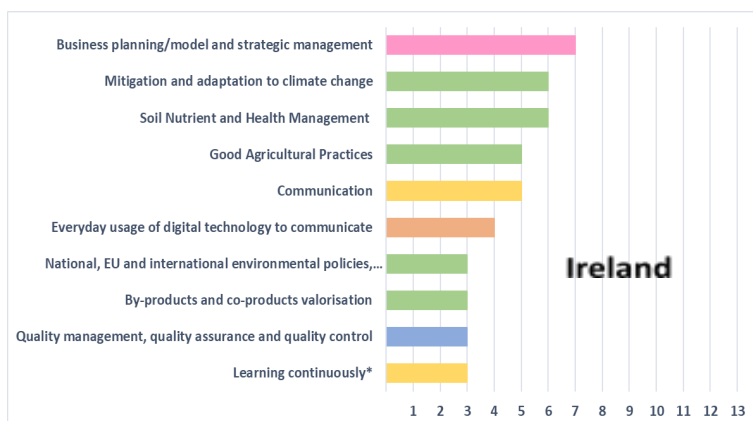 Business planning/model and strategic management
Mitigation and adaptation to climate change
Soil Nutrient and Health Management
Good Agricultural Practices
Communication
Everyday usage of digital technology to communicate
National, EU and international environmental policies,...
By-products and co-products valorisation
Quality management, quality assurance and quality control
Learning continuously*
Ireland
1 2 3 4 5 6 7 8 9 10 11 12 13